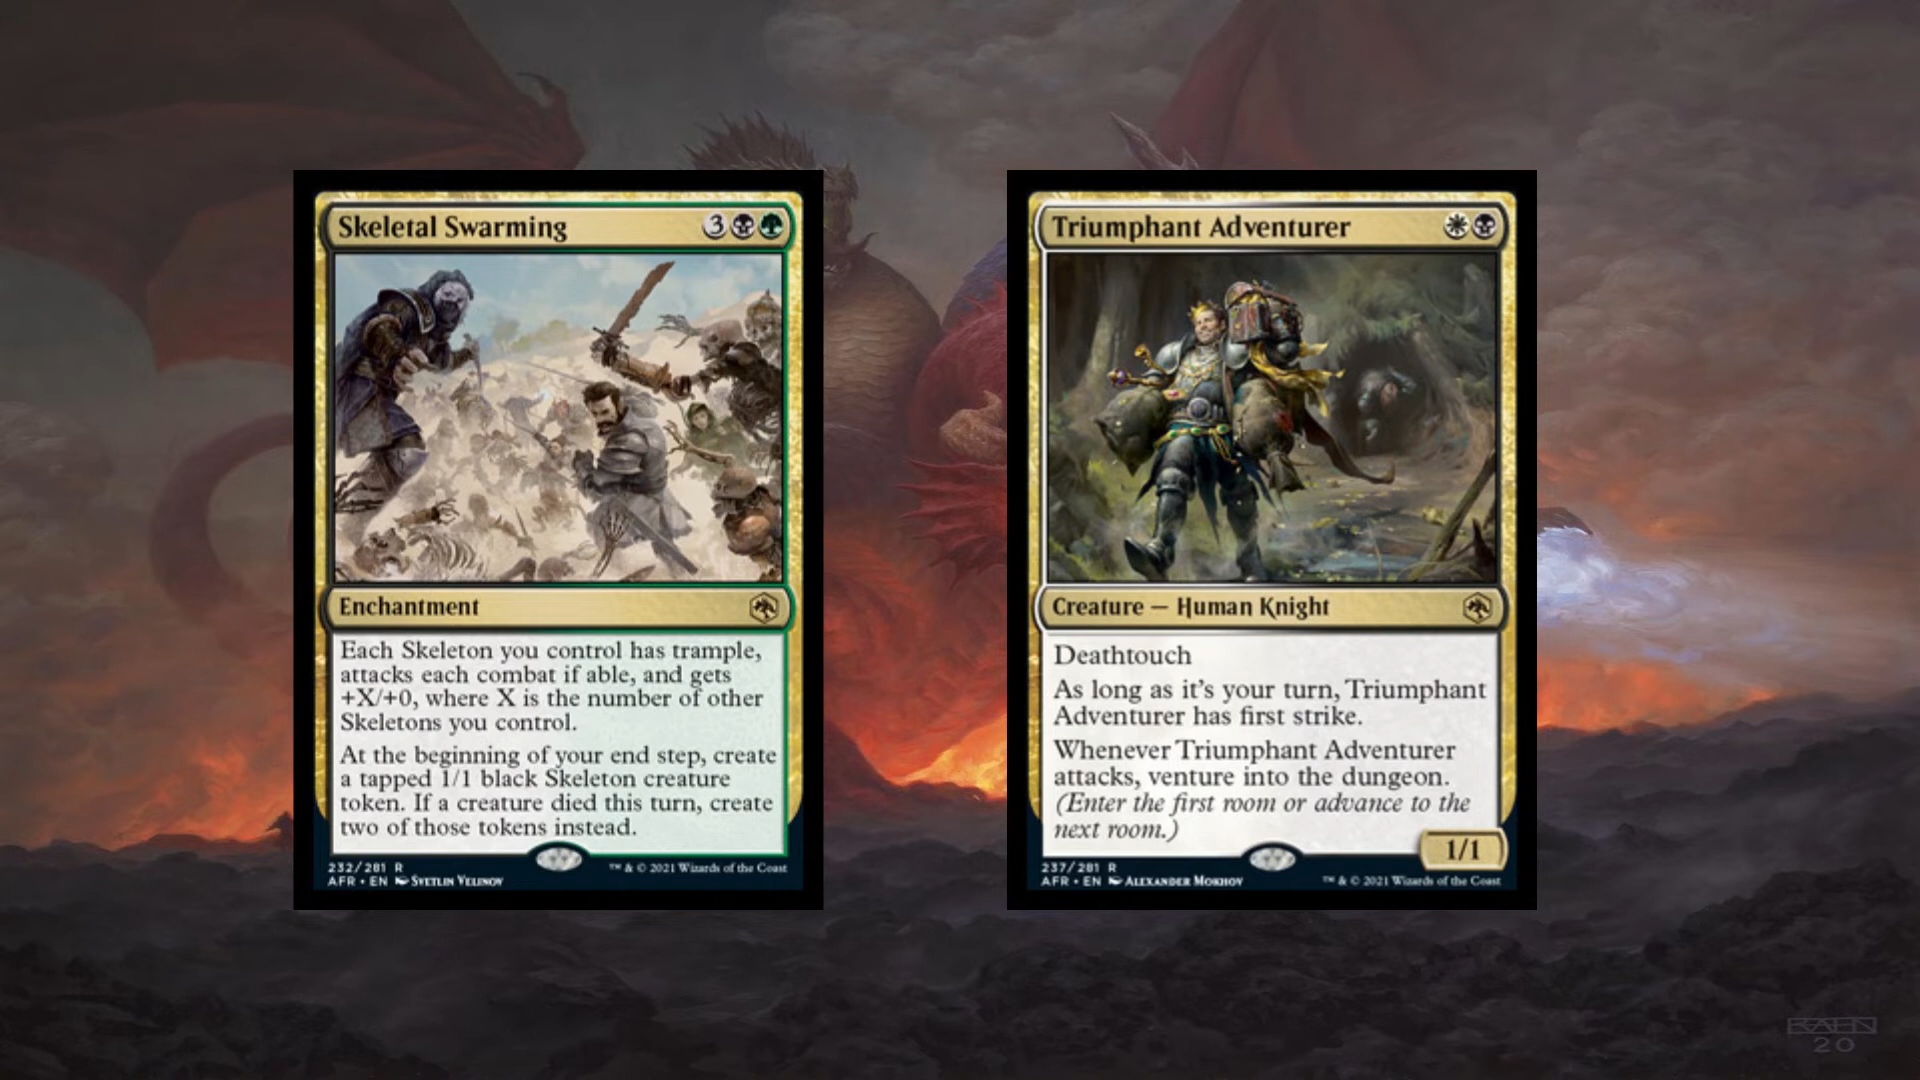 Skeletal Swarming
3
Enchantment
Each Skeleton you control has trample,
attacks each combat if able, and gets
+X/+0, where X is the number of other
Skeletons you control.
At the beginning of your end step, create
a tapped 1/1 black Skeleton creature
token. If a creature died this turn, create
two of those tokens instead.
232/281 R
AFR • EN Svetlin Velinov
™ & © 2021 Wizards of the Coast
Triumphant Adventurer
Creature — Human Knight
Deathtouch
As long as it's your turn, Triumphant
Adventurer has first strike.
Whenever Triumphant Adventurer
attacks, venture into the dungeon.
(Enter the first room or advance to the
next room.)
1/1
237/281 R
AFR • EN Alexander Mokhov
™ & © 2021 Wizards of the Coast
RAHN
20